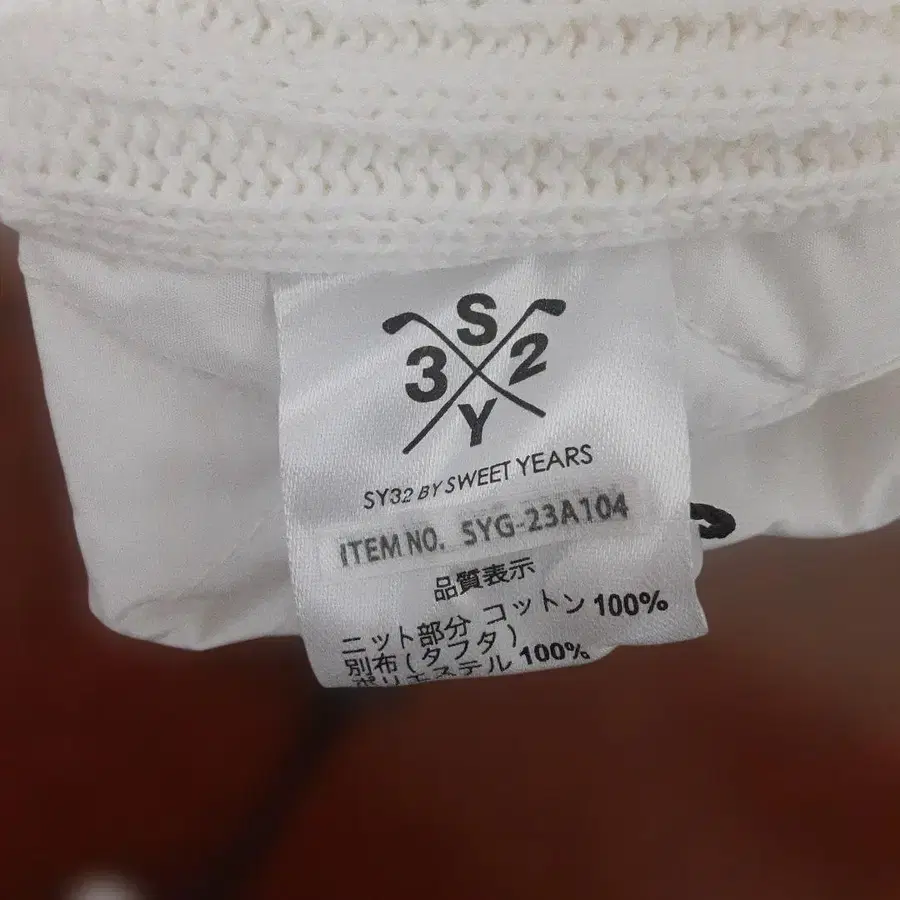 S
3 2
Y
SY32 BY SWEET YEARS
ITEM NO. SYG-23A104
品質表示
ニット部分 コットン 100%
別布(タフタ)
ポリエステル 100%